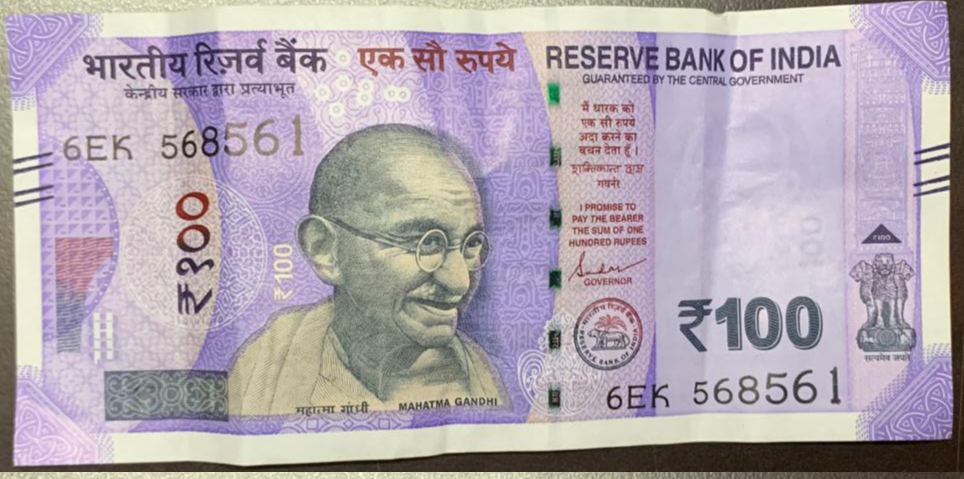 भारतीय रिज़र्व बैंक एक सौ रुपये RESERVE BANK OF INDIA
केन्द्रीय सरकार द्वारा प्रत्याभूत GUARANTEED BY THE CENTRAL GOVERNMENT
6EK 568561
₹१००
₹100
महात्मा गांधी MAHATMA GANDHI
मैं धारक को
एक सौ रुपये
अदा करने का
वचन देता हूँ।
शक्तिकान्त दास
गवर्नर
I PROMISE TO
PAY THE BEARER
THE SUM OF ONE
HUNDRED RUPEES
GOVERNOR
भारतीय रिज़र्व बैंक
RESERVE BANK OF INDIA
₹100
6EK 568561
₹100
सत्यमेव जयते